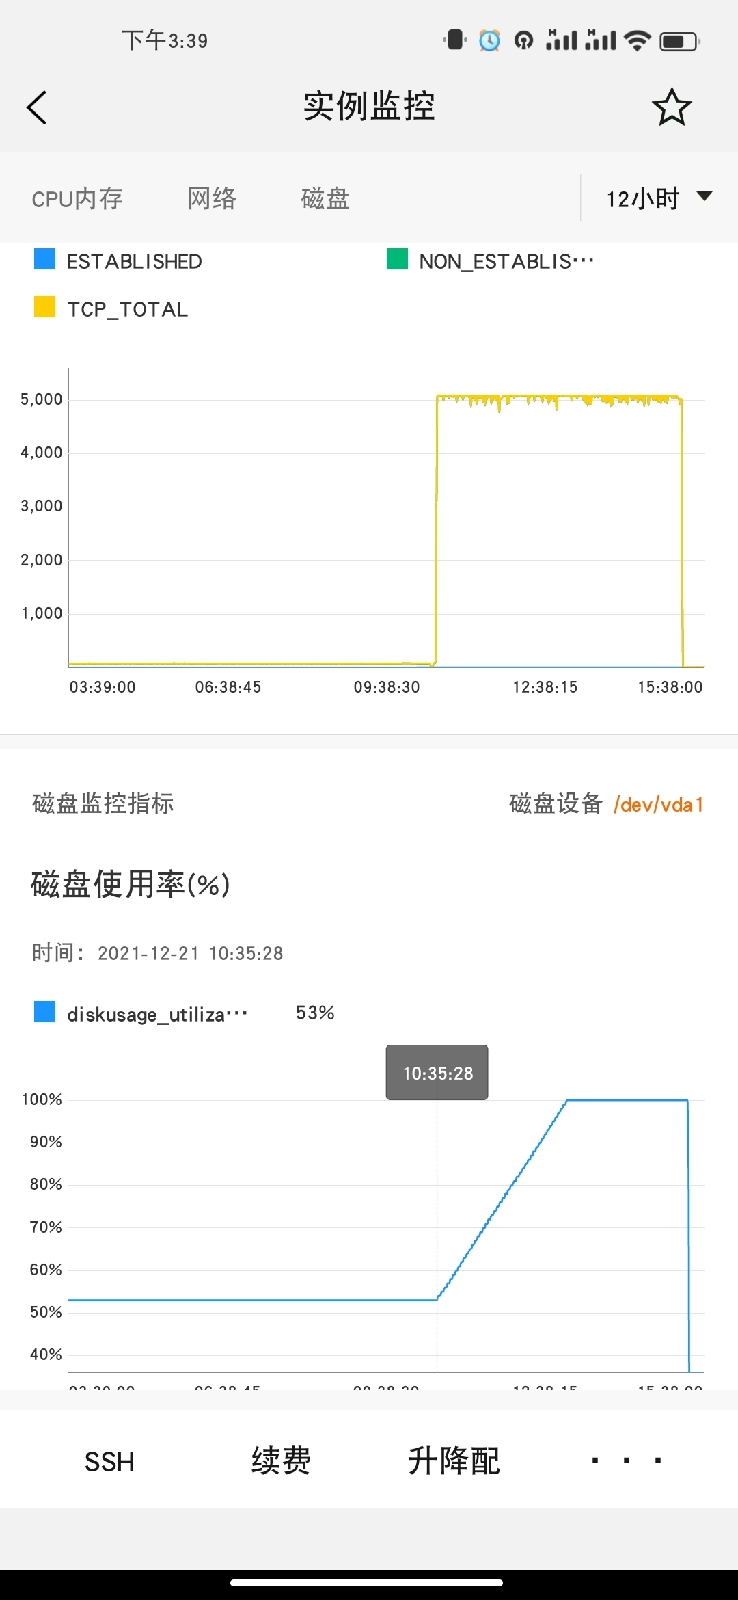 下午3:39
实例监控
CPU内存 网络 磁盘 12小时
ESTABLISHED NON_ESTABLIS···
TCP_TOTAL
5,000
4,000
3,000
2,000
1,000
03:39:00 06:38:45 09:38:30 12:38:15 15:38:00
磁盘监控指标 磁盘设备 /dev/vda1
磁盘使用率(%)
时间：2021-12-21 10:35:28
diskusage_utiliza··· 53%
10:35:28
100%
90%
80%
70%
60%
50%
40%
SSH 续费 升降配 ···